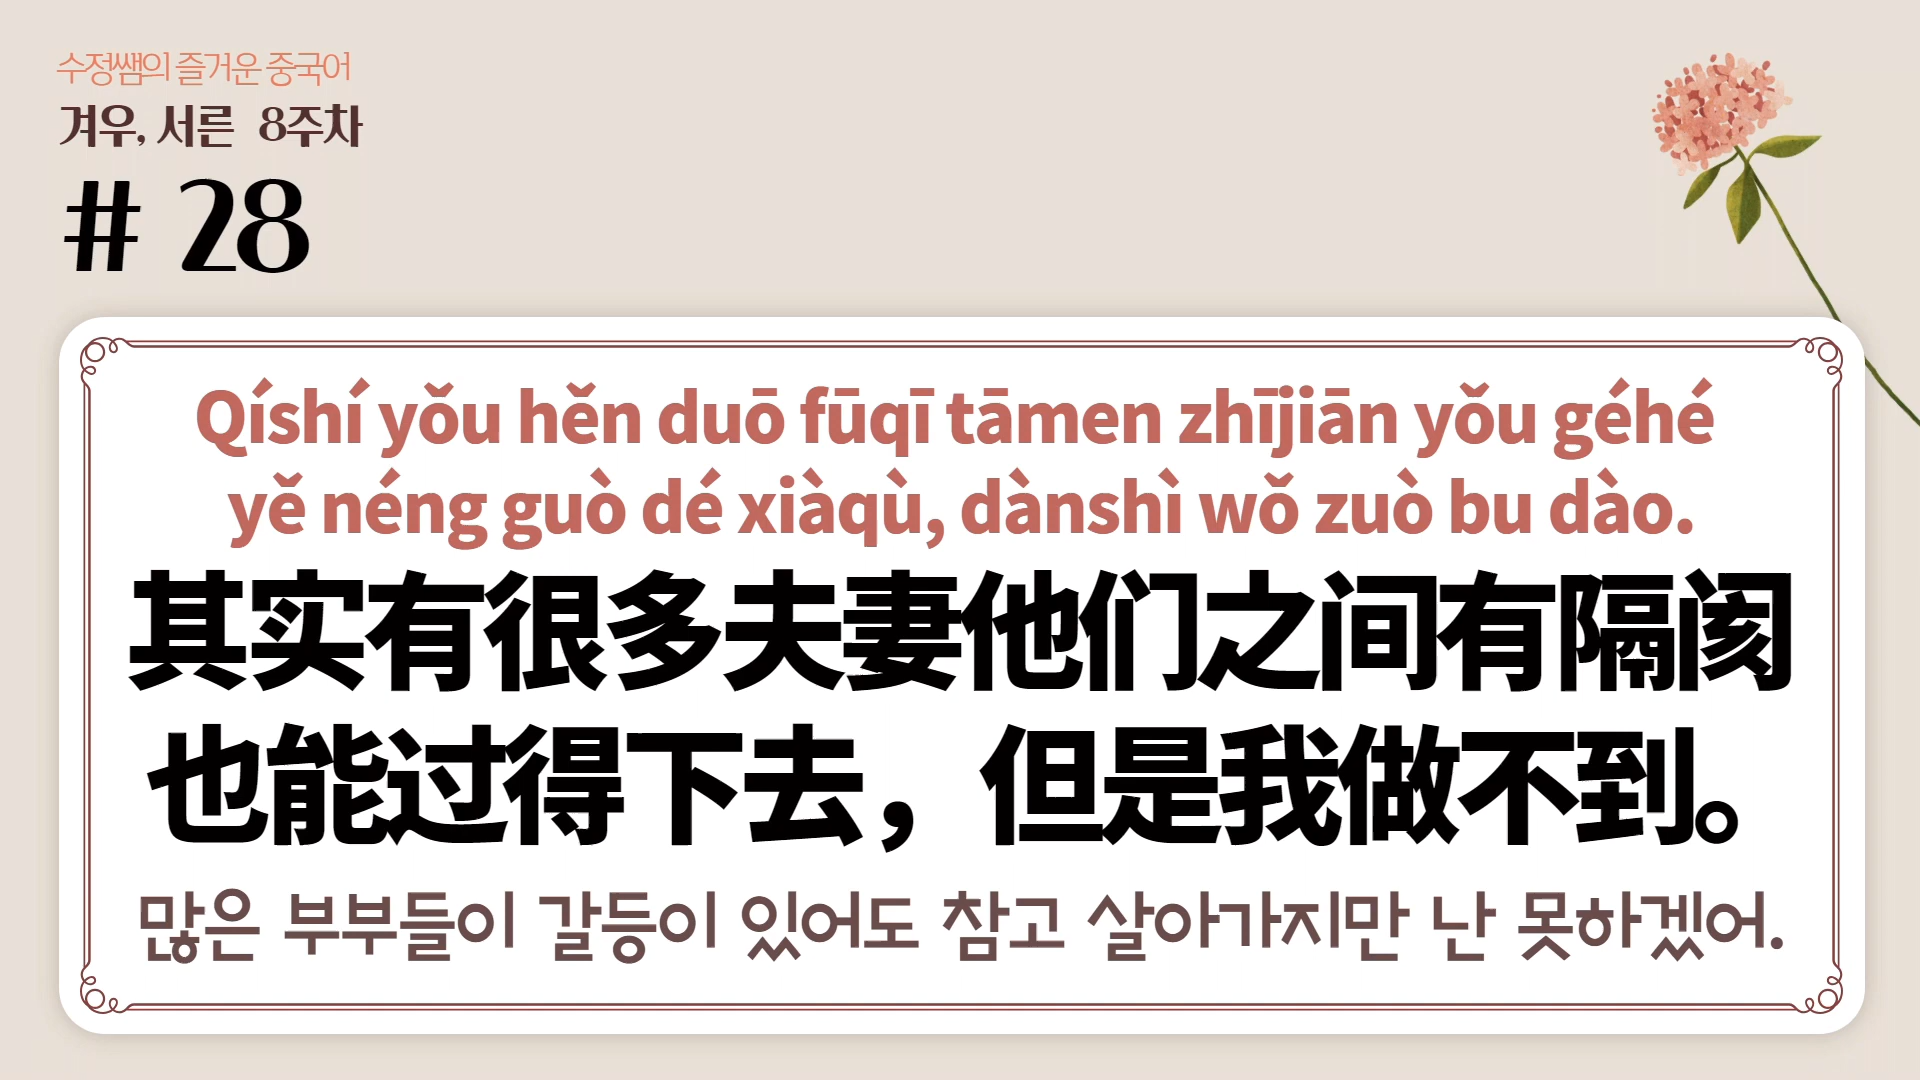 수정쌤의 즐거운 중국어
겨우, 서른 8주차
# 28
Qíshí yǒu hěn duō fūqī tāmen zhījiān yǒu géhé
yě néng guò dé xiàqù, dànshì wǒ zuò bu dào.
其实有很多夫妻他们之间有隔阂
也能过得下去，但是我做不到。
많은 부부들이 갈등이 있어도 참고 살아가지만 난 못하겠어.